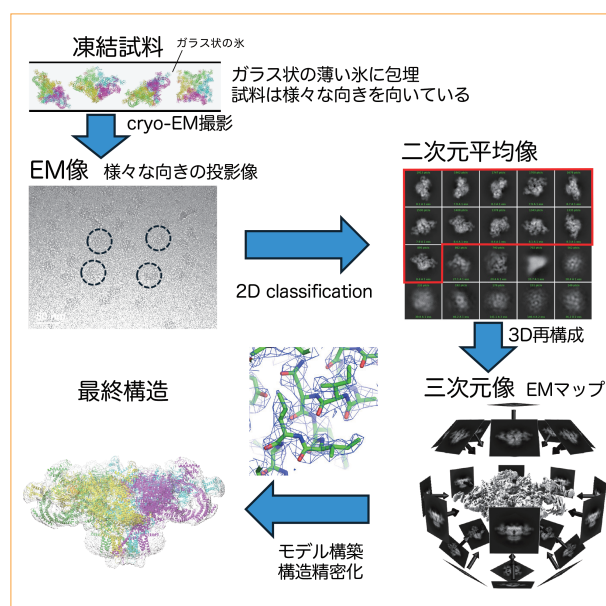 凍結試料
ガラス状の氷
ガラス状の薄い氷に包埋
試料は様々な向きを向いている
cryo-EM撮影
EM像 様々な向きの投影像
二次元平均像
2D classification
3D再構成
最終構造
三次元像 EMマップ
モデル構築
構造精密化